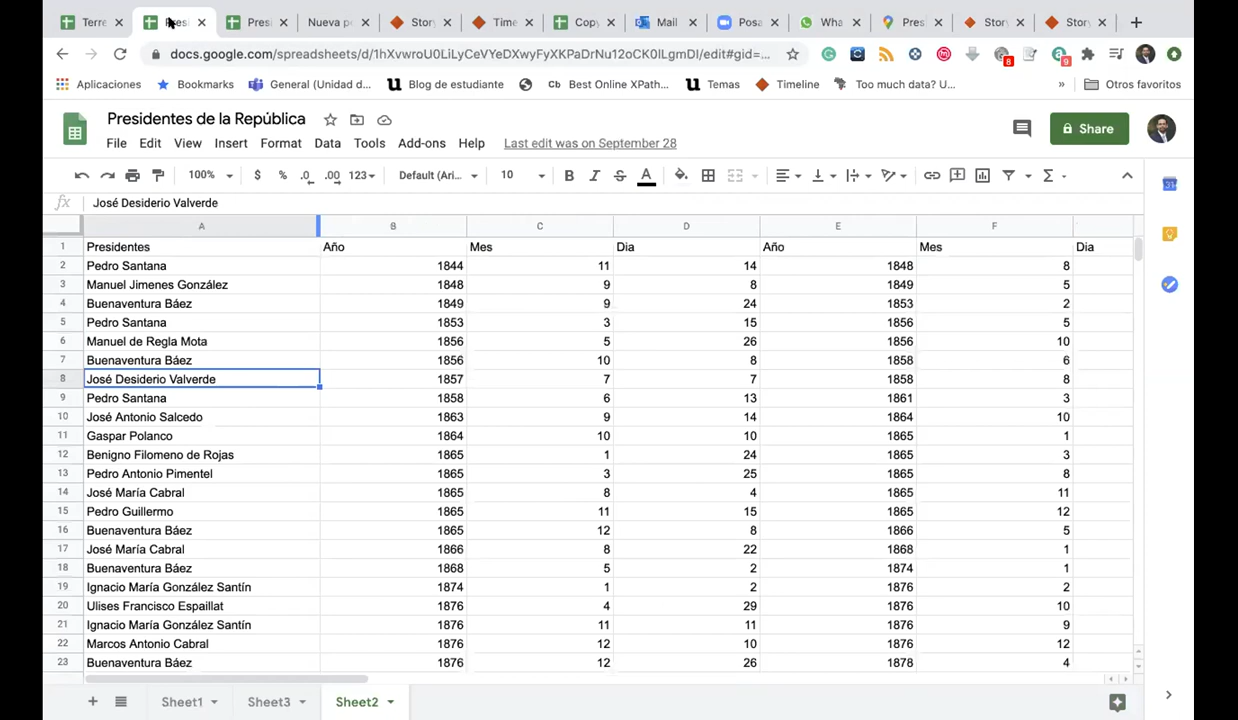 Terre
Presi
Presi
Nueva pe
Story
Time
Copy
Mail
Posa
Wha
Presi
Story
Story
docs.google.com/spreadsheets/d/1hXvwroU0LiLyCeVYeDXwyFyXKPaDrNu12oCK0ILgmDI/edit#gid=...
8
9
Aplicaciones
Bookmarks
General (Unidad d...
Blog de estudiante
Cb Best Online XPath...
Temas
Timeline
Too much data? U...
»
Otros favoritos
Presidentes de la República
Share
File Edit View Insert Format Data Tools Add-ons Help Last edit was on September 28
100% $ % .0 .00 123 Default (Ari... 10 B I S A
fx José Desiderio Valverde
A B C D E F
1 Presidentes Año Mes Dia Año Mes Dia
2 Pedro Santana 1844 11 14 1848 8
3 Manuel Jimenes González 1848 9 8 1849 5
4 Buenaventura Báez 1849 9 24 1853 2
5 Pedro Santana 1853 3 15 1856 5
6 Manuel de Regla Mota 1856 5 26 1856 10
7 Buenaventura Báez 1856 10 8 1858 6
8 José Desiderio Valverde 1857 7 7 1858 8
9 Pedro Santana 1858 6 13 1861 3
10 José Antonio Salcedo 1863 9 14 1864 10
11 Gaspar Polanco 1864 10 10 1865 1
12 Benigno Filomeno de Rojas 1865 1 24 1865 3
13 Pedro Antonio Pimentel 1865 3 25 1865 8
14 José María Cabral 1865 8 4 1865 11
15 Pedro Guillermo 1865 11 15 1865 12
16 Buenaventura Báez 1865 12 8 1866 5
17 José María Cabral 1866 8 22 1868 1
18 Buenaventura Báez 1868 5 2 1874 1
19 Ignacio María González Santín 1874 1 2 1876 2
20 Ulises Francisco Espaillat 1876 4 29 1876 10
21 Ignacio María González Santín 1876 11 11 1876 9
22 Marcos Antonio Cabral 1876 12 10 1876 12
23 Buenaventura Báez 1876 12 26 1878 4
Sheet1 Sheet3 Sheet2